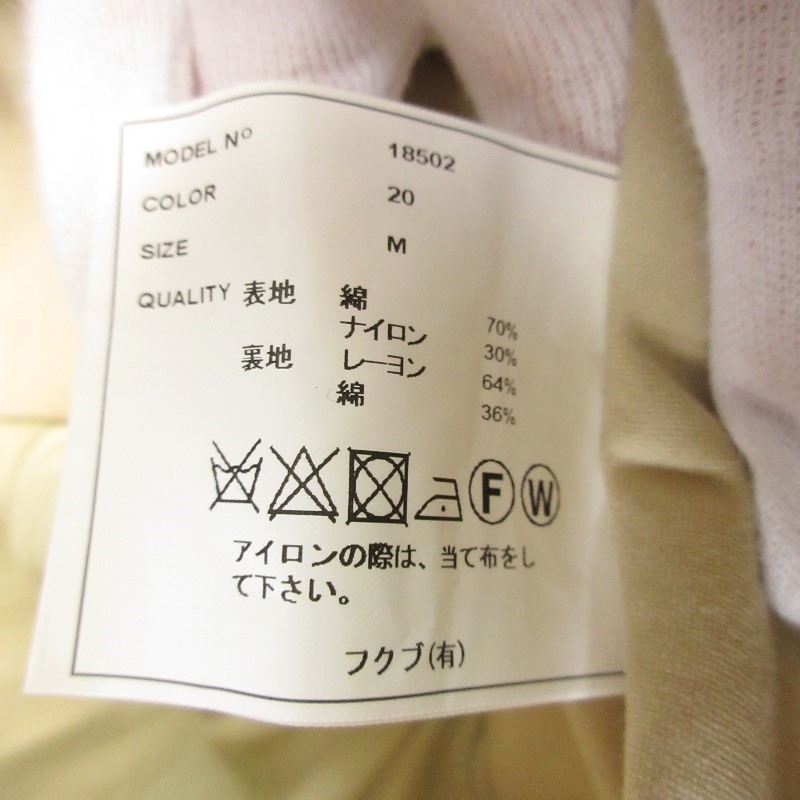 MODEL Nº 18502
COLOR 20
SIZE M
QUALITY 表地 綿 70%
ナイロン 30%
裏地 レーヨン 64%
綿 36%
F W
アイロンの際は、当て布をし
て下さい。
フクブ(有)